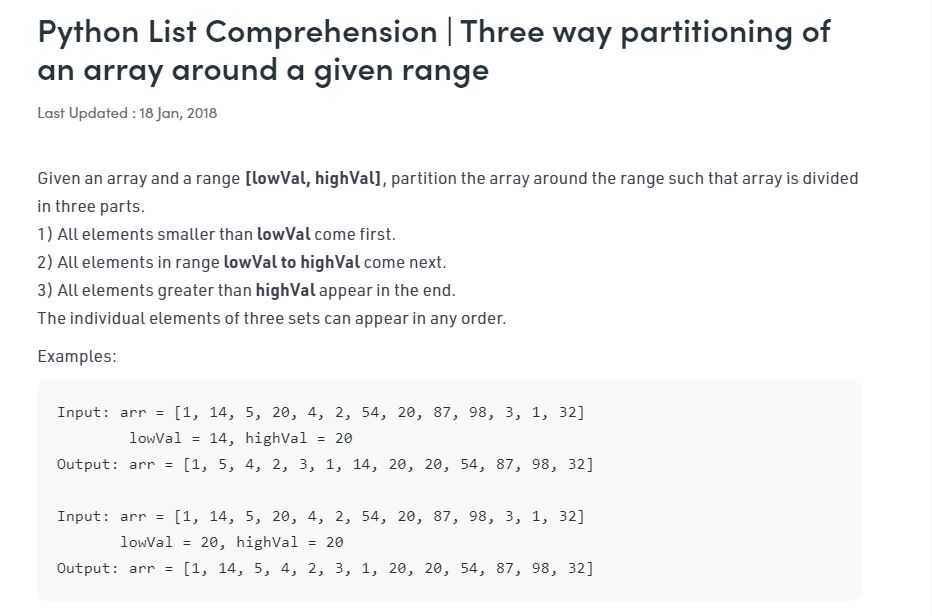 Python List Comprehension | Three way partitioning of
an array around a given range
Last Updated : 18 Jan, 2018
Given an array and a range [lowVal, highVal], partition the array around the range such that array is divided
in three parts.
1) All elements smaller than lowVal come first.
2) All elements in range lowVal to highVal come next.
3) All elements greater than highVal appear in the end.
The individual elements of three sets can appear in any order.
Examples:
Input: arr = [1, 14, 5, 20, 4, 2, 54, 20, 87, 98, 3, 1, 32]
lowVal = 14, highVal = 20
Output: arr = [1, 5, 4, 2, 3, 1, 14, 20, 20, 54, 87, 98, 32]
Input: arr = [1, 14, 5, 20, 4, 2, 54, 20, 87, 98, 3, 1, 32]
lowVal = 20, highVal = 20
Output: arr = [1, 14, 5, 4, 2, 3, 1, 20, 20, 54, 87, 98, 32]